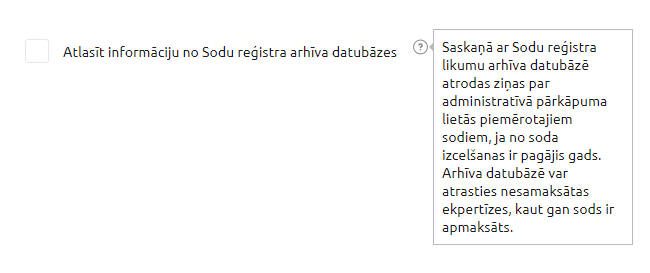 Atlasīt informāciju no Sodu reģistra arhīva datubāzes
?
Saskaņā ar Sodu reģistra
likumu arhīva datubāzē
atrodas ziņas par
administratīvā pārkāpuma
lietās piemērotajiem
sodiem, ja no soda
izcelšanas ir pagājis gads.
Arhīva datubāzē var
atrasties nesamaksātas
ekpertīzes, kaut gan sods ir
apmaksāts.